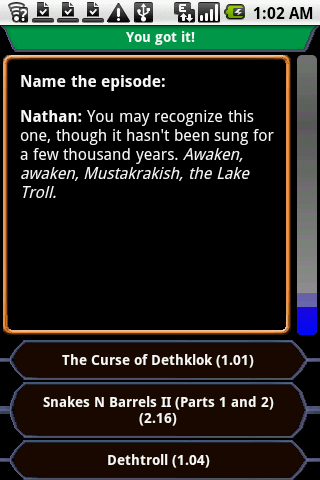 1:02 AM
You got it!
Name the episode:
Nathan: You may recognize this
one, though it hasn't been sung for
a few thousand years. Awaken,
awaken, Mustakrakish, the Lake
Troll.
The Curse of Dethklok (1.01)
Snakes N Barrels II (Parts 1 and 2)
(2.16)
Dethtroll (1.04)